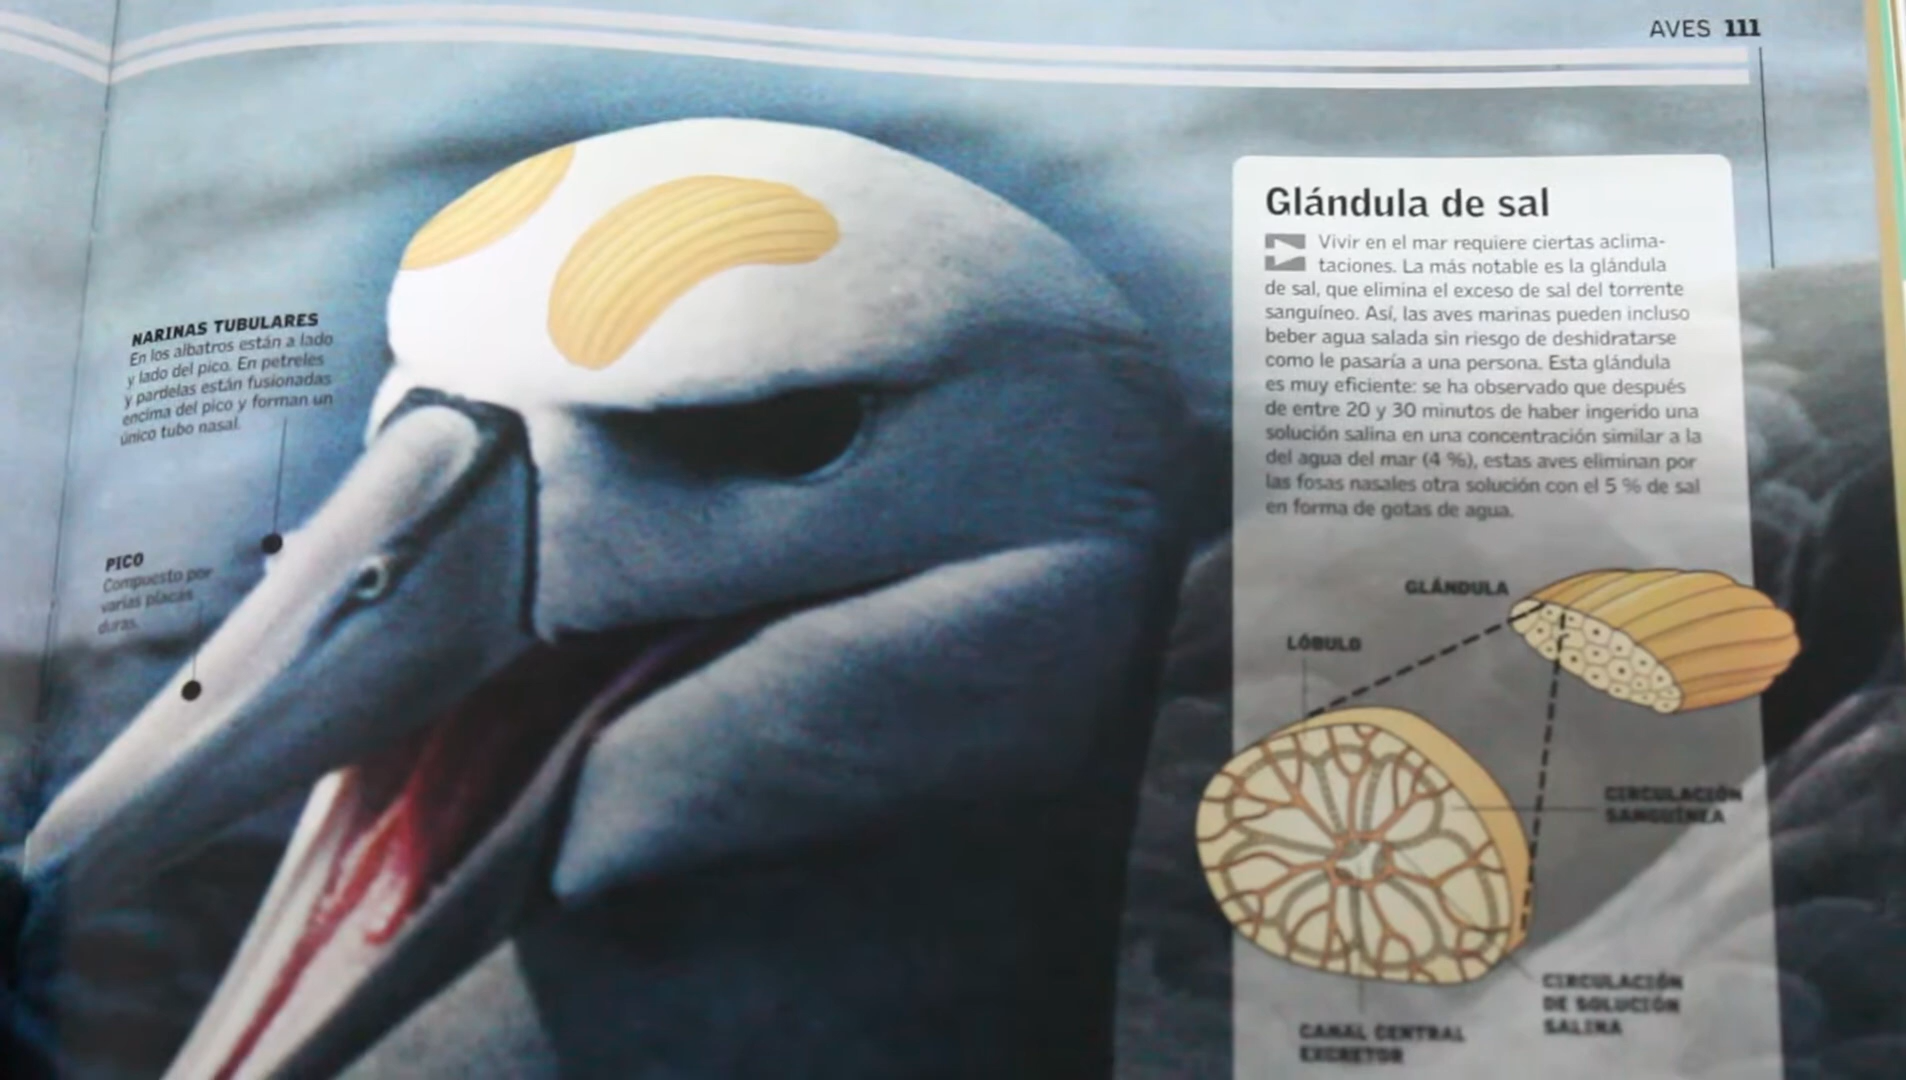 AVES 111
NARINAS TUBULARES
En los albatros están a lado
y lado del pico. En petreles
y pardelas están fusionadas
encima del pico y forman un
único tubo nasal.
PICO
Compuesto por
varias placas
duras.
Glándula de sal
Vivir en el mar requiere ciertas aclima-
taciones. La más notable es la glándula
de sal, que elimina el exceso de sal del torrente
sanguíneo. Así, las aves marinas pueden incluso
beber agua salada sin riesgo de deshidratarse
como le pasaría a una persona. Esta glándula
es muy eficiente: se ha observado que después
de entre 20 y 30 minutos de haber ingerido una
solución salina en una concentración similar a la
del agua del mar (4 %), estas aves eliminan por
las fosas nasales otra solución con el 5 % de sal
en forma de gotas de agua.
GLÁNDULA
LÓBULO
CIRCULACIÓN
SANGUÍNEA
CIRCULACIÓN
DE SOLUCIÓN
SALINA
CANAL CENTRAL
EXCRETOR